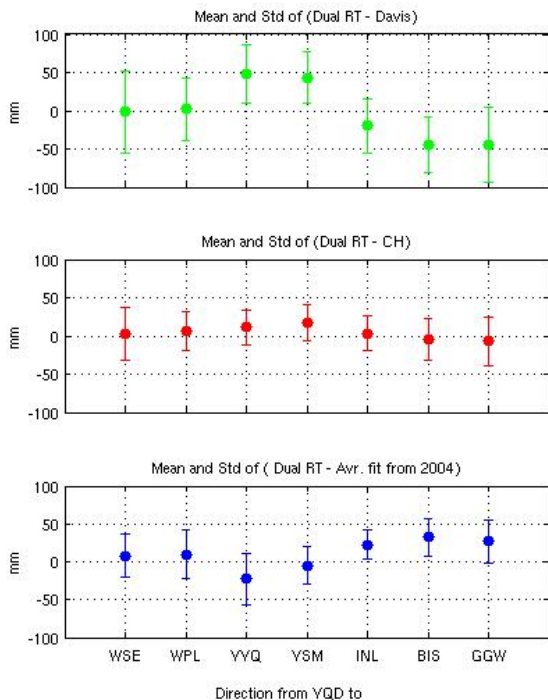 Mean and Std of (Dual RT - Davis)
100
50
0
-50
-100
mm
Mean and Std of (Dual RT - CH)
100
50
0
-50
-100
mm
Mean and Std of ( Dual RT - Avr. fit from 2004)
100
50
0
-50
-100
mm
WSE WPL YYQ YSM INL BIS GGW
Direction from YQD to